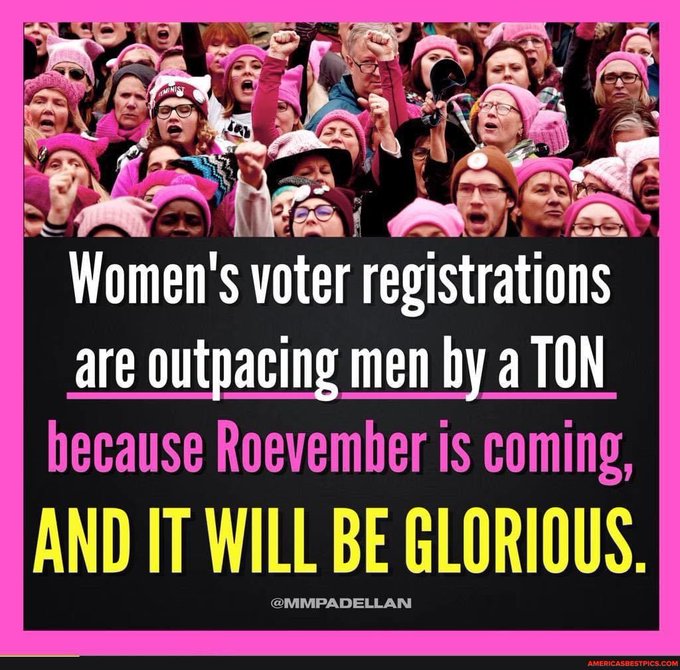 FEMINIST
Women's voter registrations
are outpacing men by a TON
because Roevember is coming,
AND IT WILL BE GLORIOUS.
@MMPADELLAN
AMERICASBESTPICS.COM